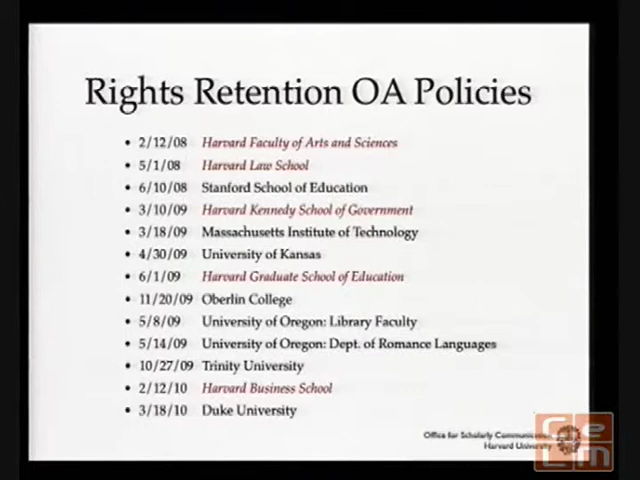 Rights Retention OA Policies
• 2/12/08 Harvard Faculty of Arts and Sciences
• 5/1/08 Harvard Law School
• 6/10/08 Stanford School of Education
• 3/10/09 Harvard Kennedy School of Government
• 3/18/09 Massachusetts Institute of Technology
• 4/30/09 University of Kansas
• 6/1/09 Harvard Graduate School of Education
• 11/20/09 Oberlin College
• 5/8/09 University of Oregon: Library Faculty
• 5/14/09 University of Oregon: Dept. of Romance Languages
• 10/27/09 Trinity University
• 2/12/10 Harvard Business School
• 3/18/10 Duke University
Office for Scholarly Communication
Harvard University
CeLM